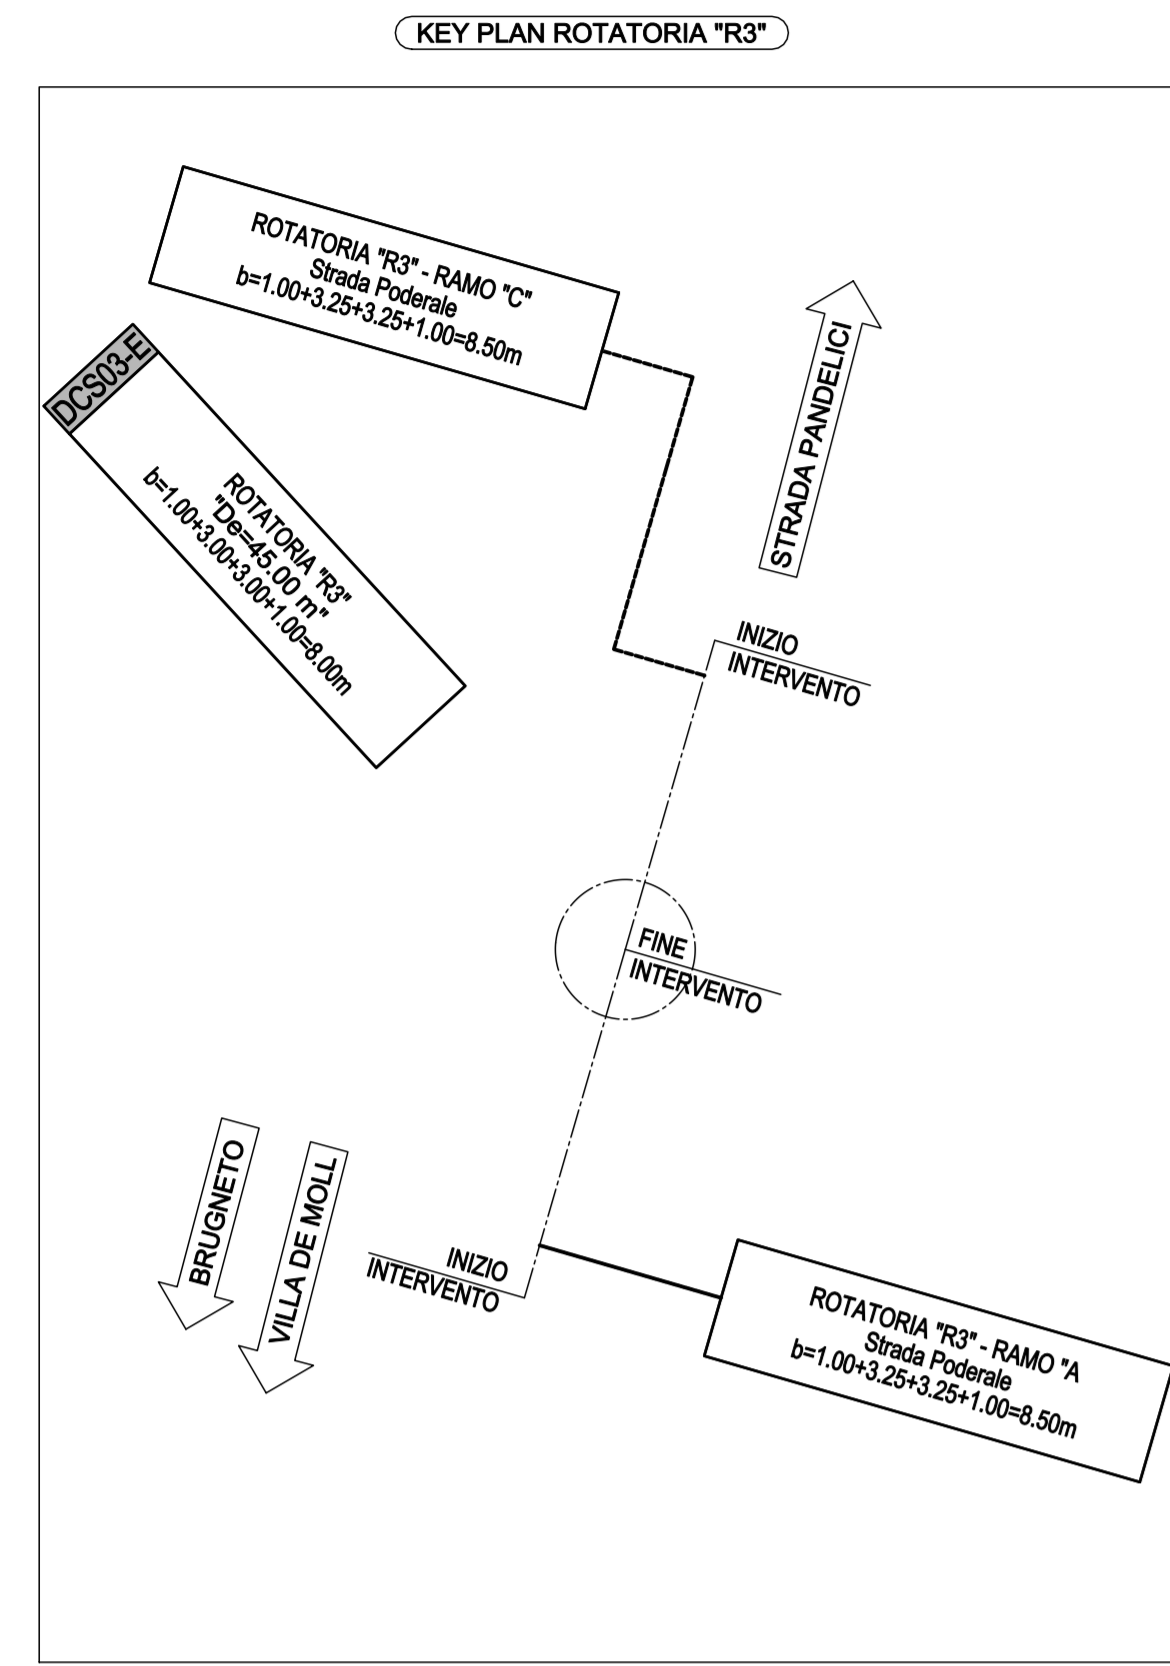 KEY PLAN ROTATORIA "R3"
ROTATORIA "R3" - RAMO "C"
Strada Poderale
b=1.00+3.25+3.25+1.00=8.50m
DCS03-E
ROTATORIA "R3"
"De=45.00 m"
b=1.00+3.00+3.00+1.00=8.00m
STRADA PANDELICI
INIZIO
INTERVENTO
FINE
INTERVENTO
BRUGNETO
VILLA DE MOLL
INIZIO
INTERVENTO
ROTATORIA "R3" - RAMO "A
Strada Poderale
b=1.00+3.25+3.25+1.00=8.50m